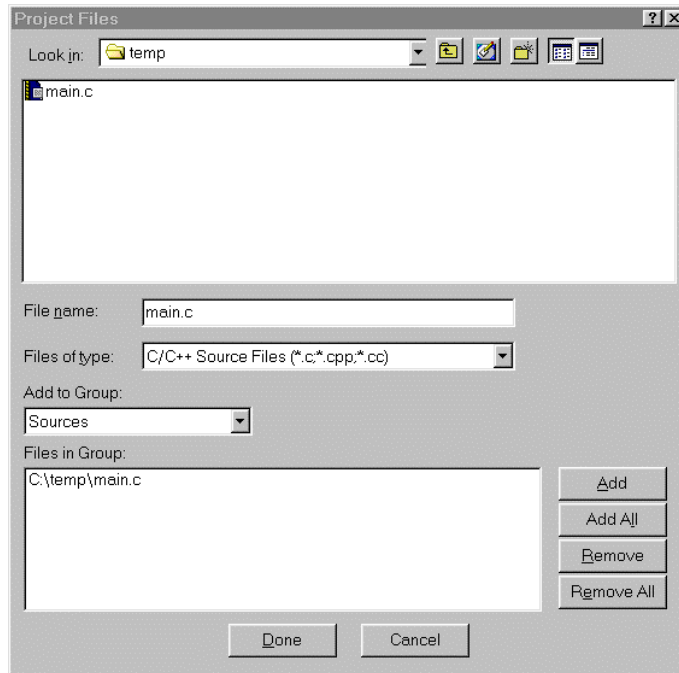 Project Files
Look in: temp
main.c
File name: main.c
Files of type: C/C++ Source Files (*.c;*.cpp;*.cc)
Add to Group:
Sources
Files in Group:
C:\temp\main.c
Add
Add All
Remove
Remove All
Done Cancel